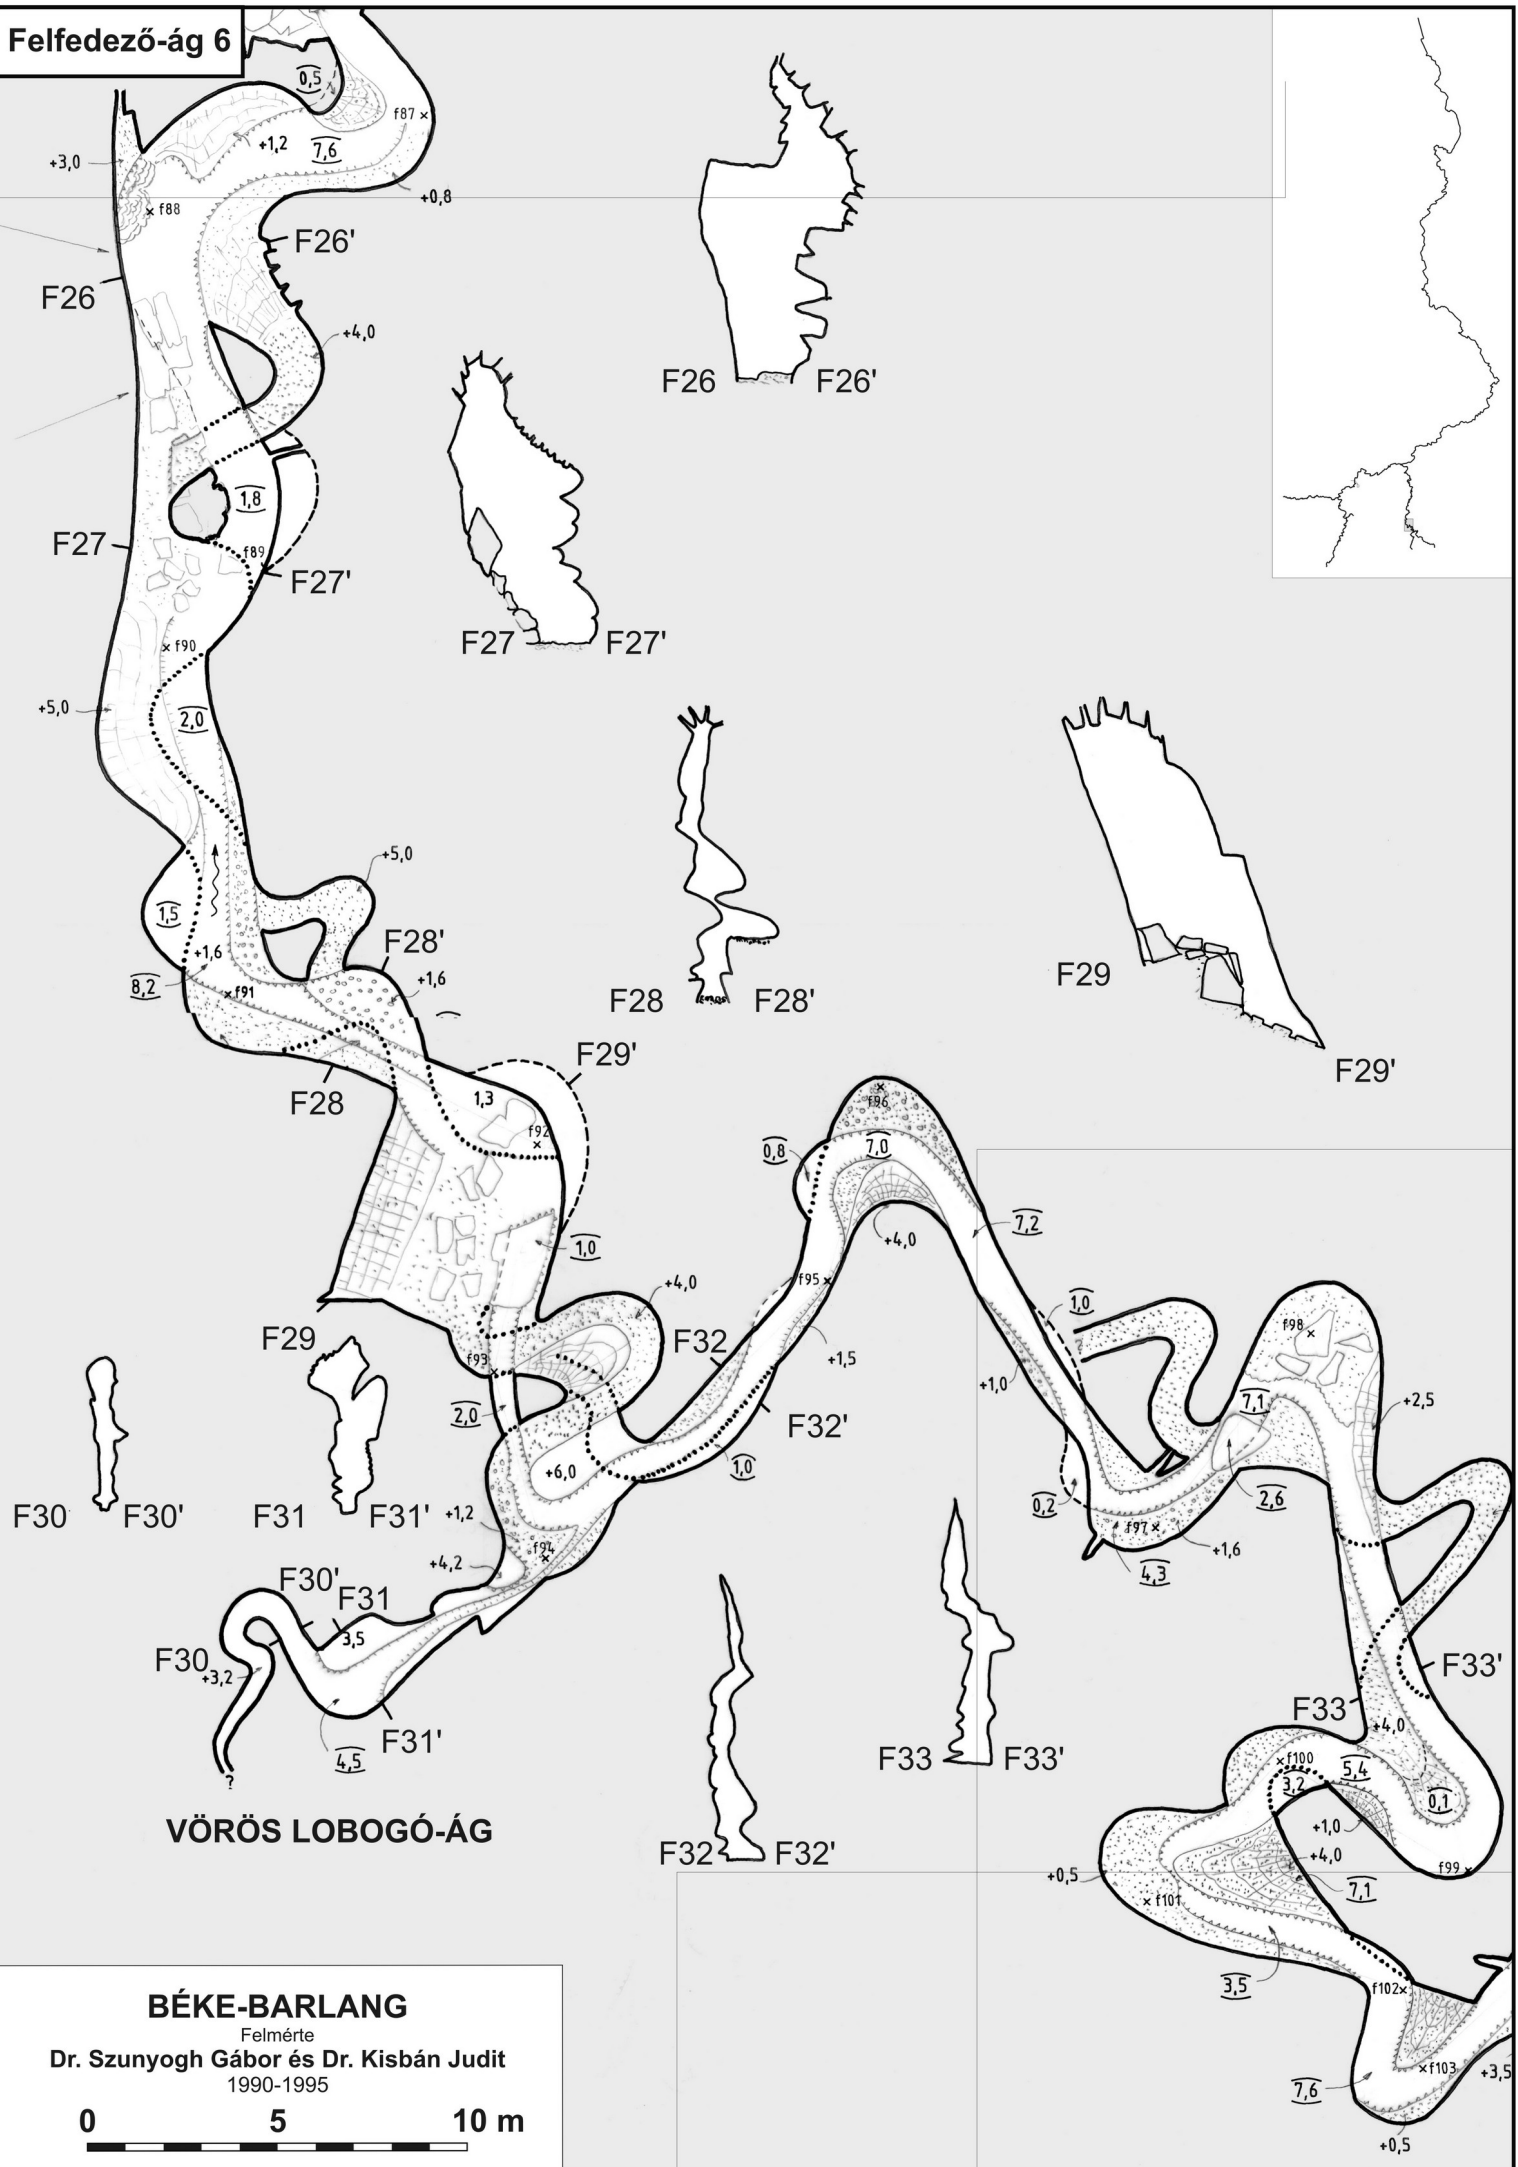 Felfedező-ág 6
0,5
f87
+1,2
7,6
+3,0
+0,8
f88
F26'
F26
+4,0
F26
F26'
1,8
F27
f89
F27'
F27
F27'
f90
+5,0
2,0
+5,0
1,5
+1,6
F28'
8,2
f91
+1,6
F28
F28'
F29
F29'
F29'
F28
1,3
f92
f96
0,8
7,0
7,2
+4,0
1,0
f95
+4,0
1,0
F29
F32
f98
f93
+1,5
+1,0
+2,5
2,0
F32'
7,1
+6,0
1,0
2,6
0,2
F30
F30'
F31
F31'
+1,2
f97
+1,6
f94
+4,2
4,3
F30'
F31
3,5
F30
+3,2
F33'
F31'
4,5
F33
+4,0
?
F33
F33'
f100
5,4
3,2
0,1
VÖRÖS LOBOGÓ-ÁG
+1,0
F32
F32'
+4,0
f99
+0,5
7,1
f101
3,5
f102
f103
+3,5
7,6
+0,5
BÉKE-BARLANG
Felmérte
Dr. Szunyogh Gábor és Dr. Kisbán Judit
1990-1995
0 5 10 m